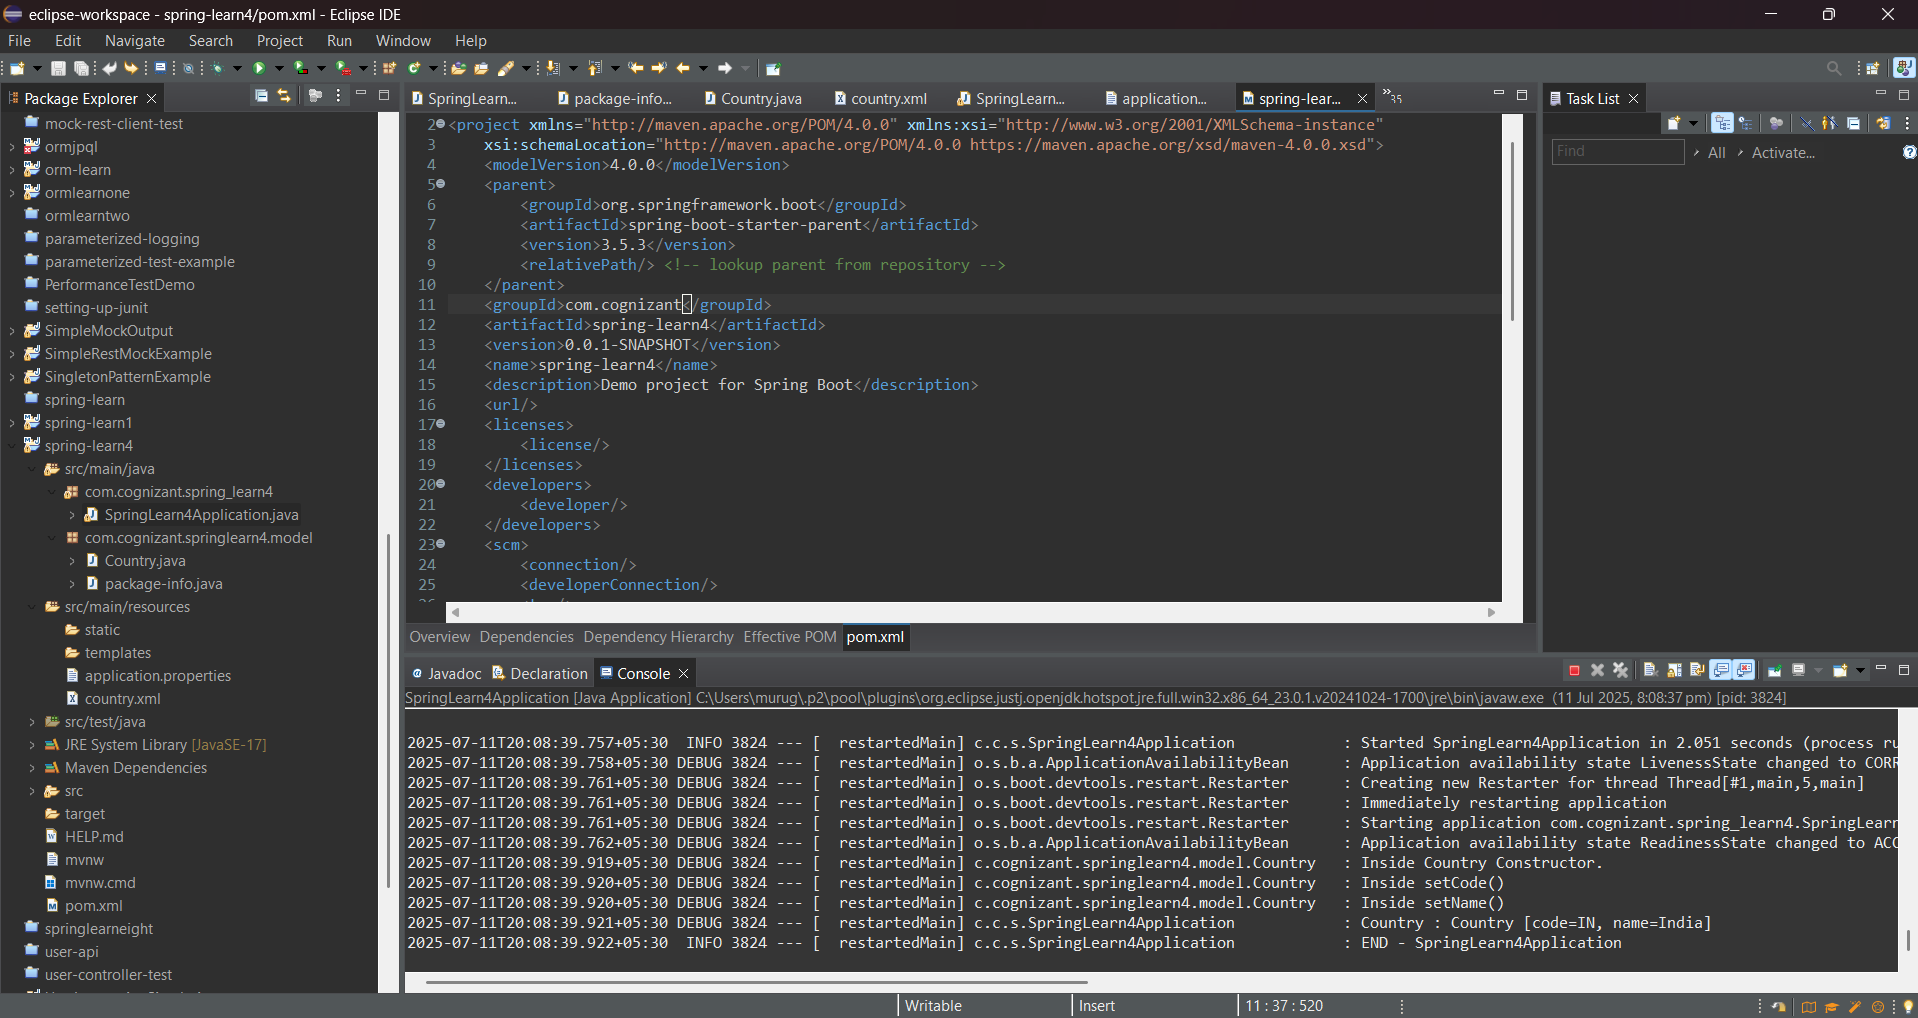 eclipse-workspace - spring-learn4/pom.xml - Eclipse IDE
File Edit Navigate Search Project Run Window Help
Package Explorer
mock-rest-client-test
ormjpql
orm-learn
ormlearnone
ormlearntwo
parameterized-logging
parameterized-test-example
PerformanceTestDemo
setting-up-junit
SimpleMockOutput
SimpleRestMockExample
SingletonPatternExample
spring-learn
spring-learn1
spring-learn4
src/main/java
com.cognizant.spring_learn4
SpringLearn4Application.java
com.cognizant.springlearn4.model
Country.java
package-info.java
src/main/resources
static
templates
application.properties
country.xml
src/test/java
JRE System Library [JavaSE-17]
Maven Dependencies
src
target
HELP.md
mvnw
mvnw.cmd
pom.xml
springlearneight
user-api
user-controller-test
SpringLearn... package-info... Country.java country.xml SpringLearn... application... spring-lear... »35
2 <project xmlns="http://maven.apache.org/POM/4.0.0" xmlns:xsi="http://www.w3.org/2001/XMLSchema-instance"
3 xsi:schemaLocation="http://maven.apache.org/POM/4.0.0 https://maven.apache.org/xsd/maven-4.0.0.xsd">
4 <modelVersion>4.0.0</modelVersion>
5 <parent>
6 <groupId>org.springframework.boot</groupId>
7 <artifactId>spring-boot-starter-parent</artifactId>
8 <version>3.5.3</version>
9 <relativePath/> <!-- lookup parent from repository -->
10 </parent>
11 <groupId>com.cognizant</groupId>
12 <artifactId>spring-learn4</artifactId>
13 <version>0.0.1-SNAPSHOT</version>
14 <name>spring-learn4</name>
15 <description>Demo project for Spring Boot</description>
16 <url/>
17 <licenses>
18 <license/>
19 </licenses>
20 <developers>
21 <developer/>
22 </developers>
23 <scm>
24 <connection/>
25 <developerConnection/>
Overview Dependencies Dependency Hierarchy Effective POM pom.xml
Task List
Find All Activate...
Javadoc Declaration Console
SpringLearn4Application [Java Application] C:\Users\murug\.p2\pool\plugins\org.eclipse.justj.openjdk.hotspot.jre.full.win32.x86_64_23.0.1.v20241024-1700\jre\bin\javaw.exe (11 Jul 2025, 8:08:37 pm) [pid: 3824]
2025-07-11T20:08:39.757+05:30 INFO 3824 --- [ restartedMain] c.c.s.SpringLearn4Application : Started SpringLearn4Application in 2.051 seconds (process ru
2025-07-11T20:08:39.758+05:30 DEBUG 3824 --- [ restartedMain] o.s.b.a.ApplicationAvailabilityBean : Application availability state LivenessState changed to CORR
2025-07-11T20:08:39.761+05:30 DEBUG 3824 --- [ restartedMain] o.s.boot.devtools.restart.Restarter : Creating new Restarter for thread Thread[#1,main,5,main]
2025-07-11T20:08:39.761+05:30 DEBUG 3824 --- [ restartedMain] o.s.boot.devtools.restart.Restarter : Immediately restarting application
2025-07-11T20:08:39.761+05:30 DEBUG 3824 --- [ restartedMain] o.s.boot.devtools.restart.Restarter : Starting application com.cognizant.spring_learn4.SpringLearn
2025-07-11T20:08:39.762+05:30 DEBUG 3824 --- [ restartedMain] o.s.b.a.ApplicationAvailabilityBean : Application availability state ReadinessState changed to ACC
2025-07-11T20:08:39.919+05:30 DEBUG 3824 --- [ restartedMain] c.cognizant.springlearn4.model.Country : Inside Country Constructor.
2025-07-11T20:08:39.920+05:30 DEBUG 3824 --- [ restartedMain] c.cognizant.springlearn4.model.Country : Inside setCode()
2025-07-11T20:08:39.920+05:30 DEBUG 3824 --- [ restartedMain] c.cognizant.springlearn4.model.Country : Inside setName()
2025-07-11T20:08:39.921+05:30 DEBUG 3824 --- [ restartedMain] c.c.s.SpringLearn4Application : Country : Country [code=IN, name=India]
2025-07-11T20:08:39.922+05:30 INFO 3824 --- [ restartedMain] c.c.s.SpringLearn4Application : END - SpringLearn4Application
Writable Insert 11 : 37 : 520